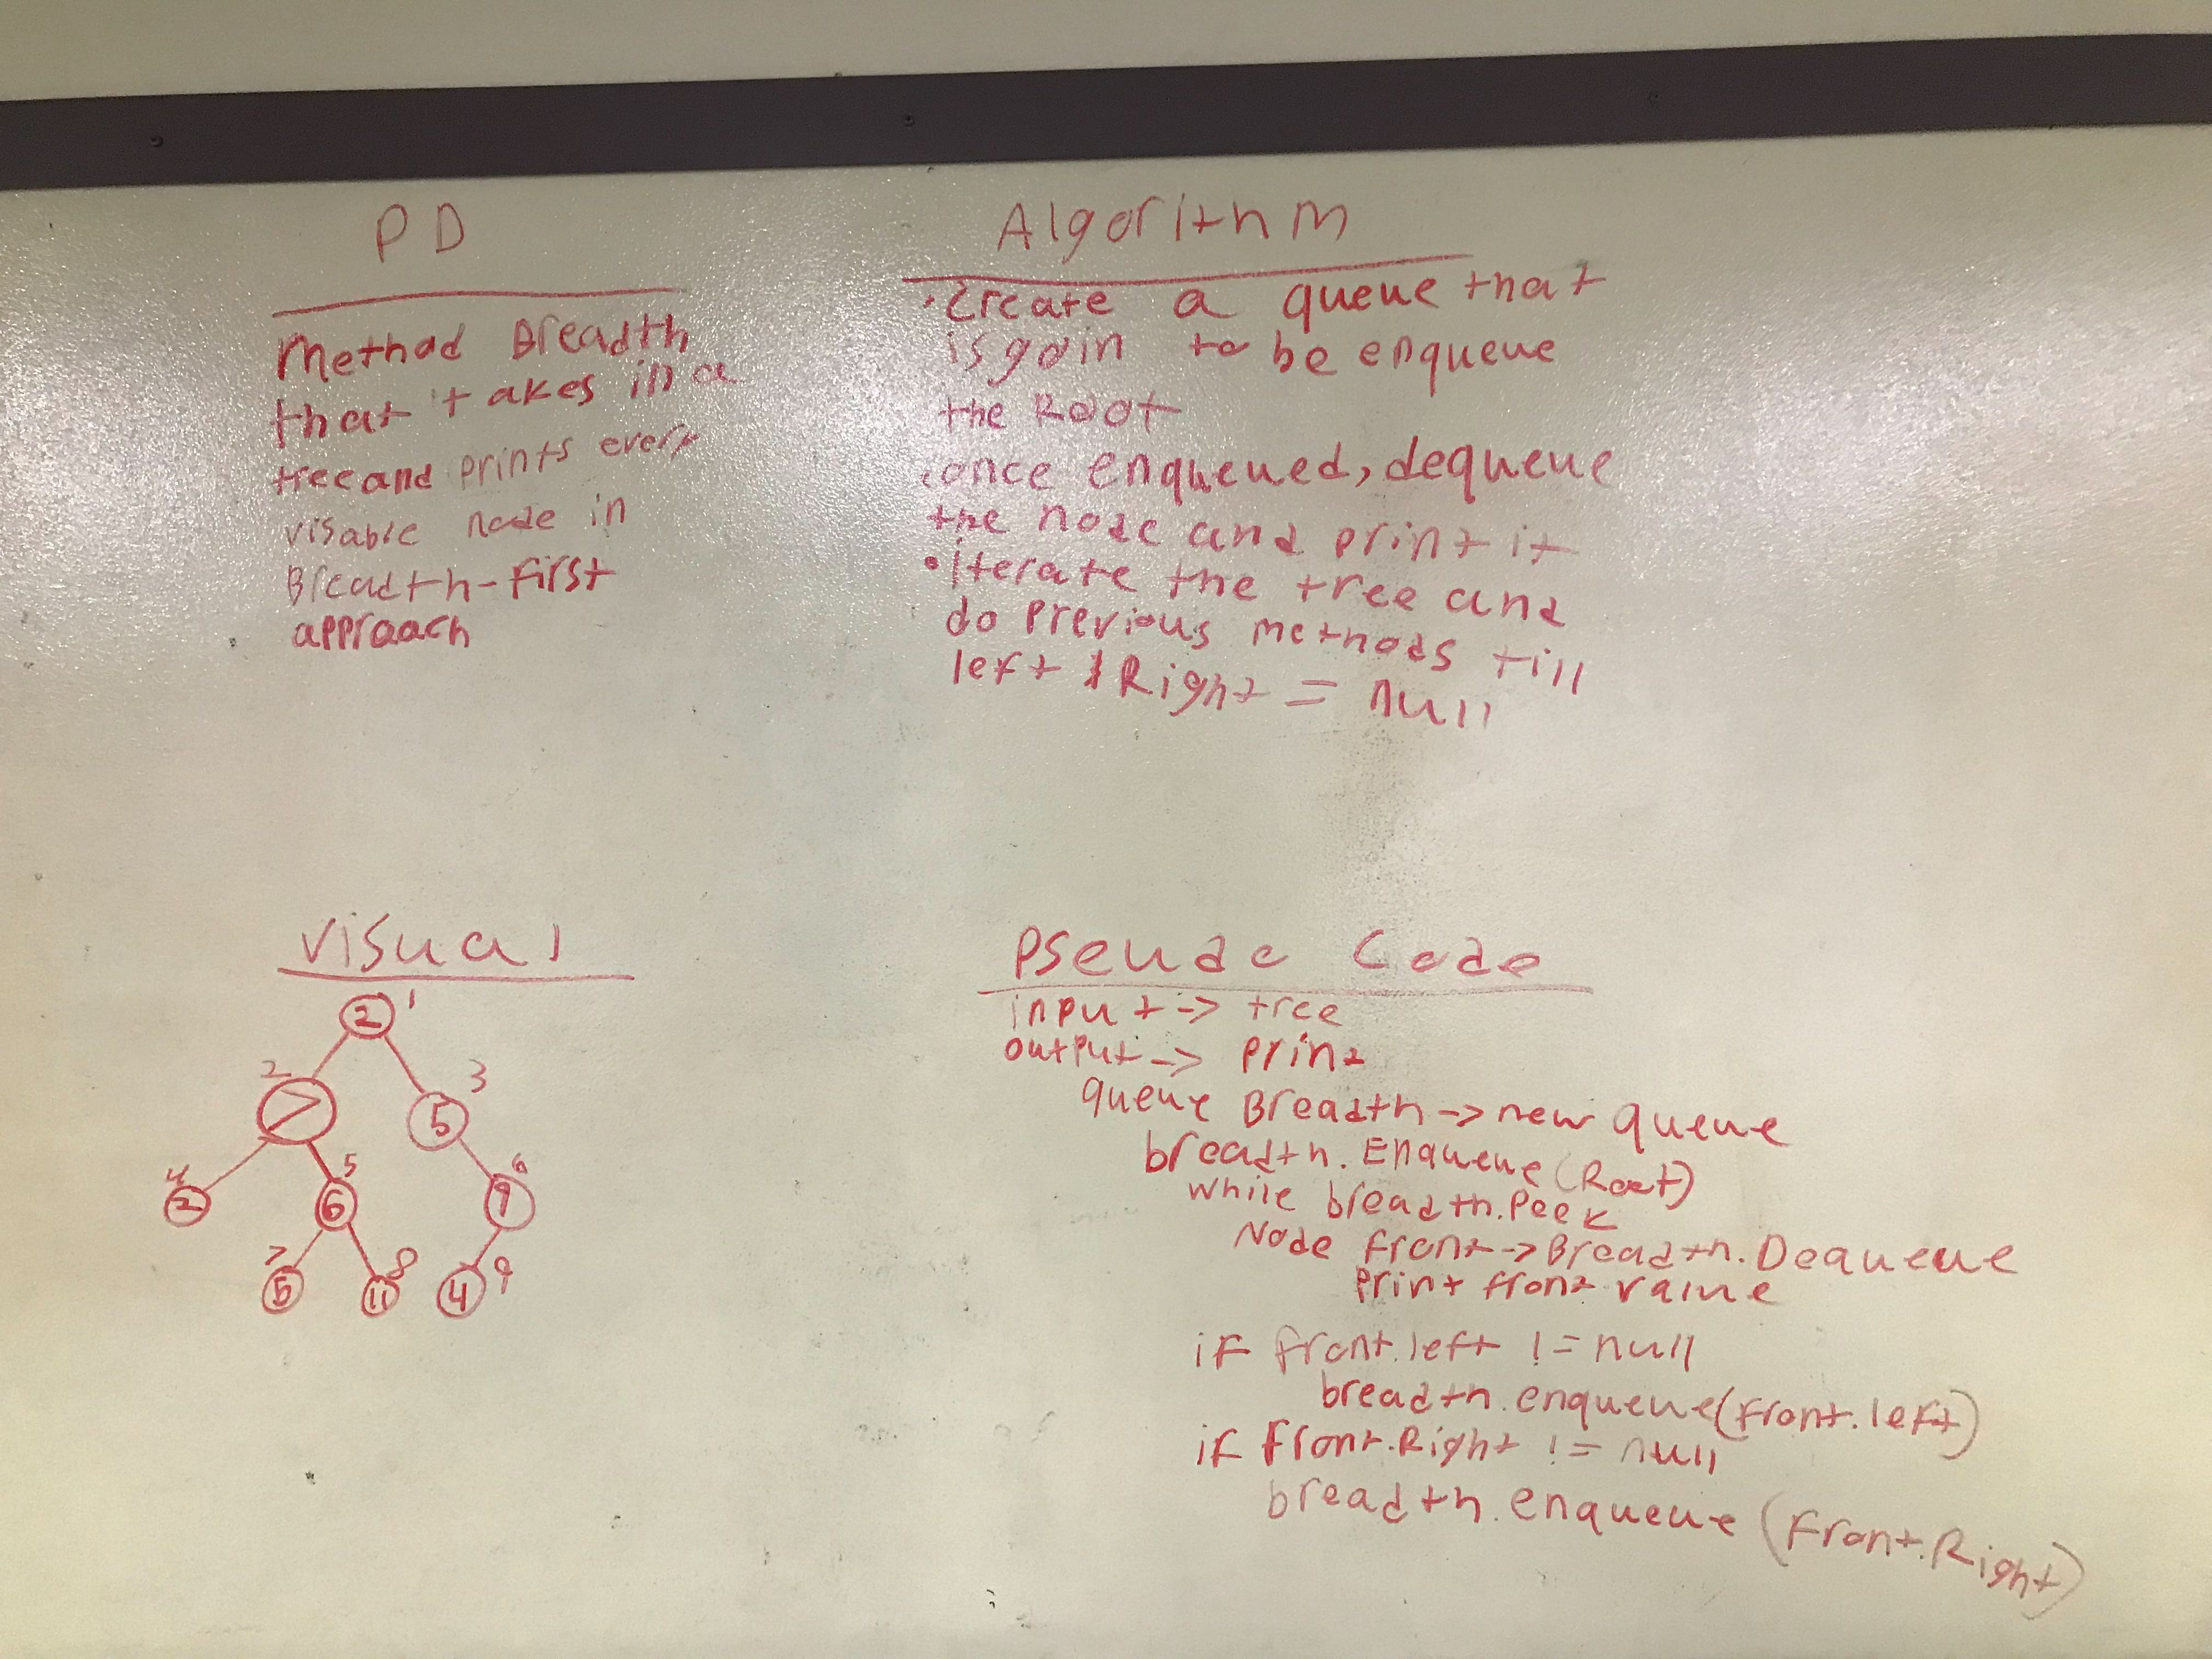 PD
Method Breadth
that takes in a
tree and prints every
visable node in
Breadth-first
approach
Algorithm
• Create a queue that
is goin to be enqueue
the Root
• once enqueued, dequeue
the node and print it
• iterate the tree and
do previous methods till
left & Right = null
visual
2 1
2 3
7 5
4 5 6
2 6 9
7 8 9
5 11 4
Pseudo Code
input -> tree
output -> print
queue Breadth -> new queue
breadth.Enqueue(Root)
while breadth.Peek
Node front -> Breadth.Dequeue
Print front value
if front.left != null
breadth.enqueue(front.left)
if front.Right != null
breadth.enqueue(front.Right)